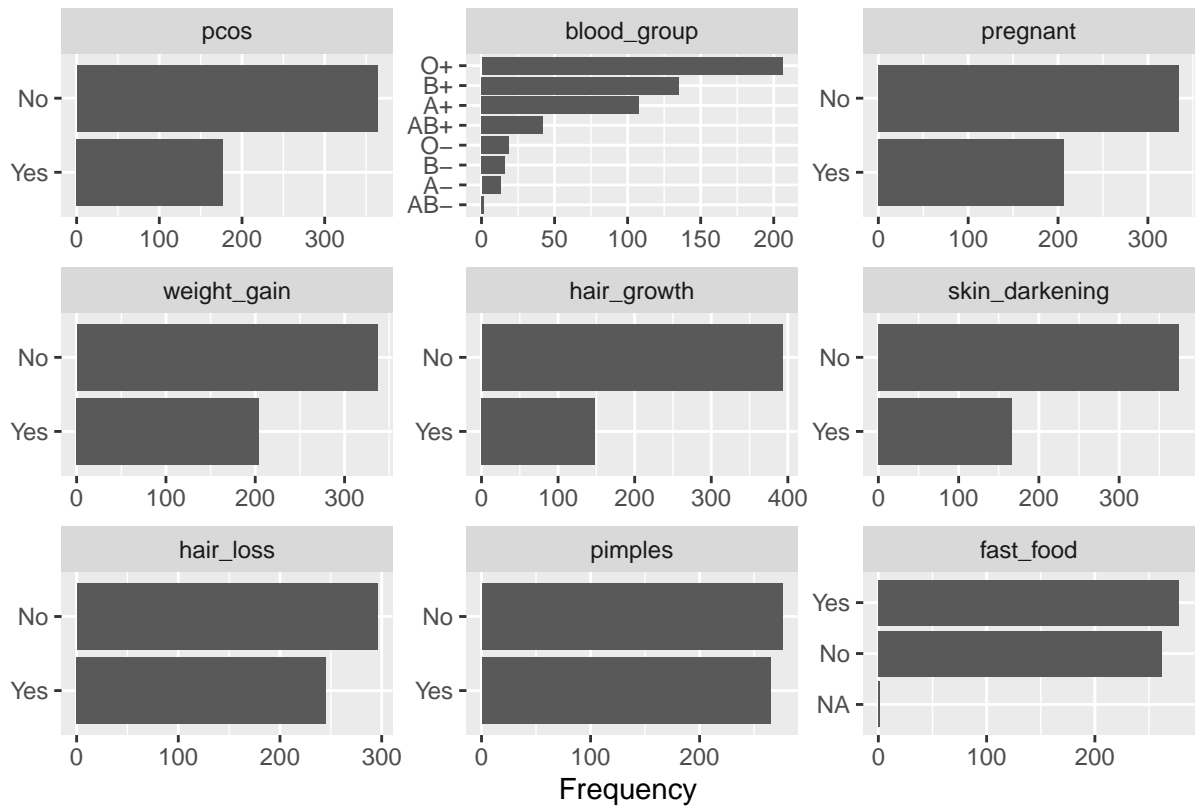 pcos
No
Yes
0 100 200 300
blood_group
O+
B+
A+
AB+
O−
B−
A−
AB−
0 50 100 150 200
pregnant
No
Yes
0 100 200 300
weight_gain
No
Yes
0 100 200 300
hair_growth
No
Yes
0 100 200 300 400
skin_darkening
No
Yes
0 100 200 300
hair_loss
No
Yes
0 100 200 300
pimples
No
Yes
0 100 200
fast_food
Yes
No
NA
0 100 200
Frequency